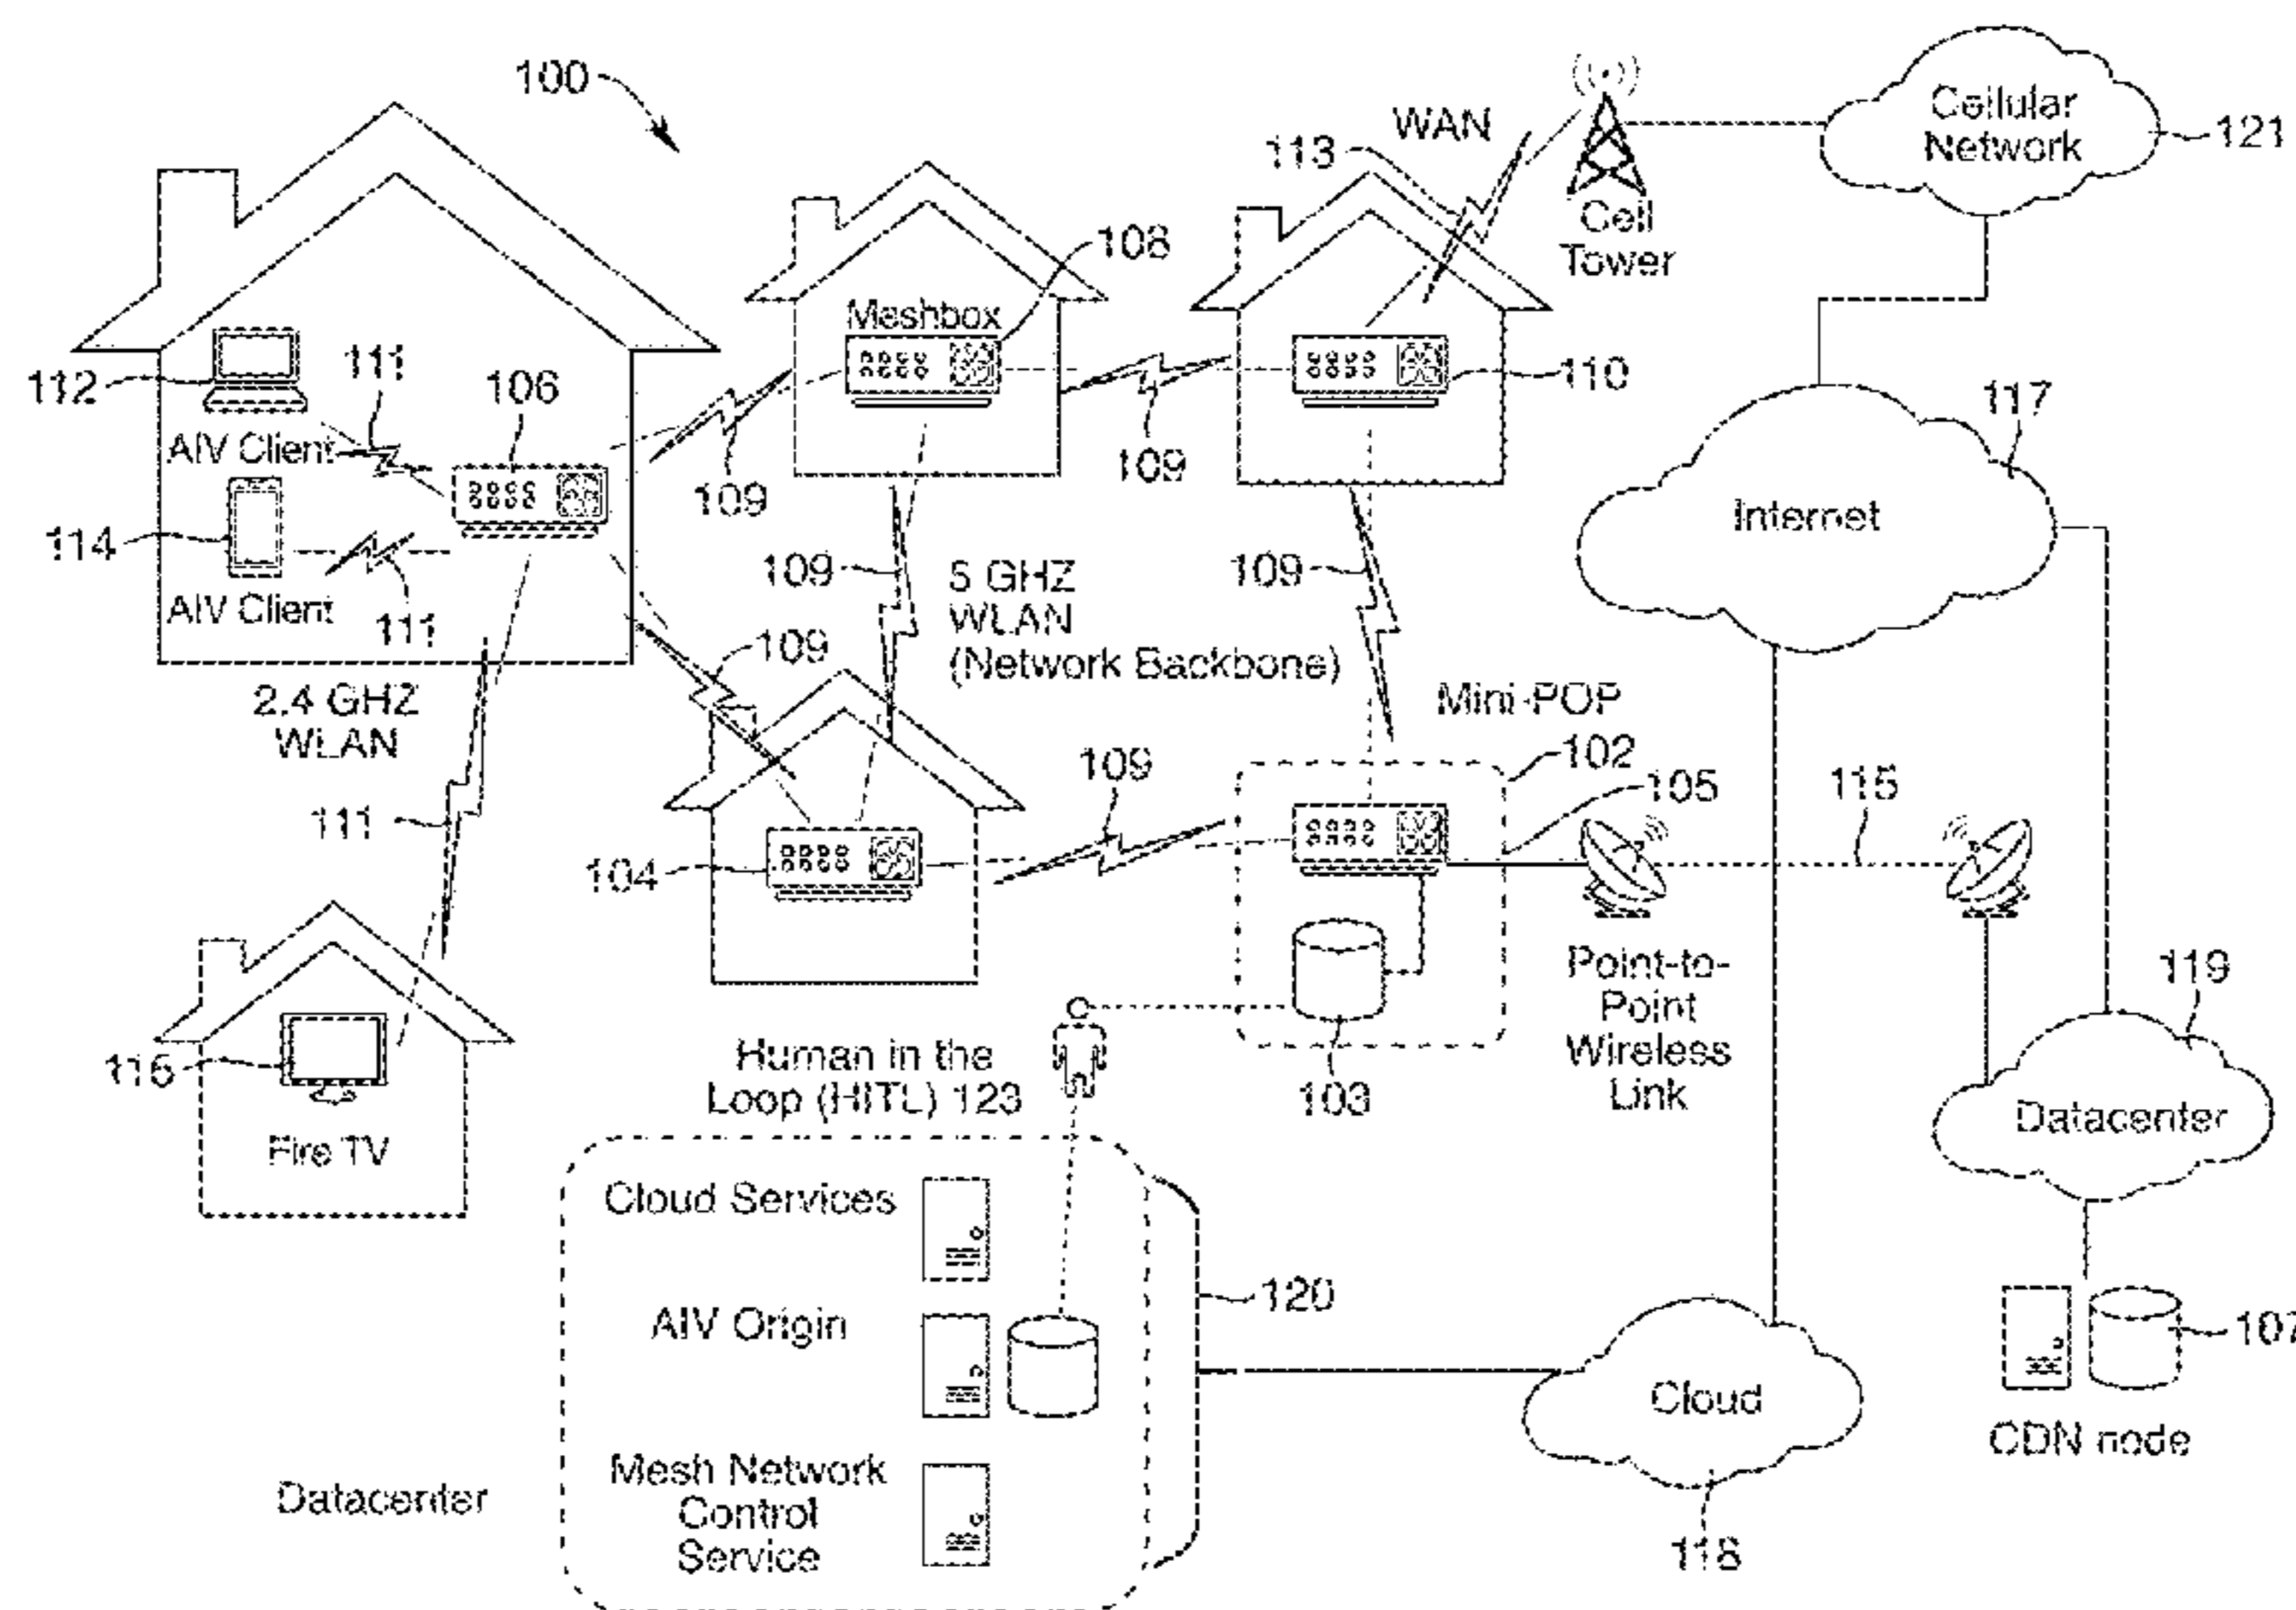 100
WAN
Cellular
Network
121
113
Cell
Tower
108
Meshbox
110
112
111
106
AIV Client
109
109
117
Internet
114
111
AIV Client
109
5 GHZ
WLAN
(Network Backbone)
109
109
2.4 GHZ
WLAN
Mini-POP
102
109
105
115
111
104
Point-to-
Point
Wireless
Link
119
Datacenter
116
Fire TV
Human in the
Loop (HITL) 123
103
Cloud Services
AIV Origin
120
107
CDN node
Cloud
Mesh Network
Control
Service
Datacenter
118